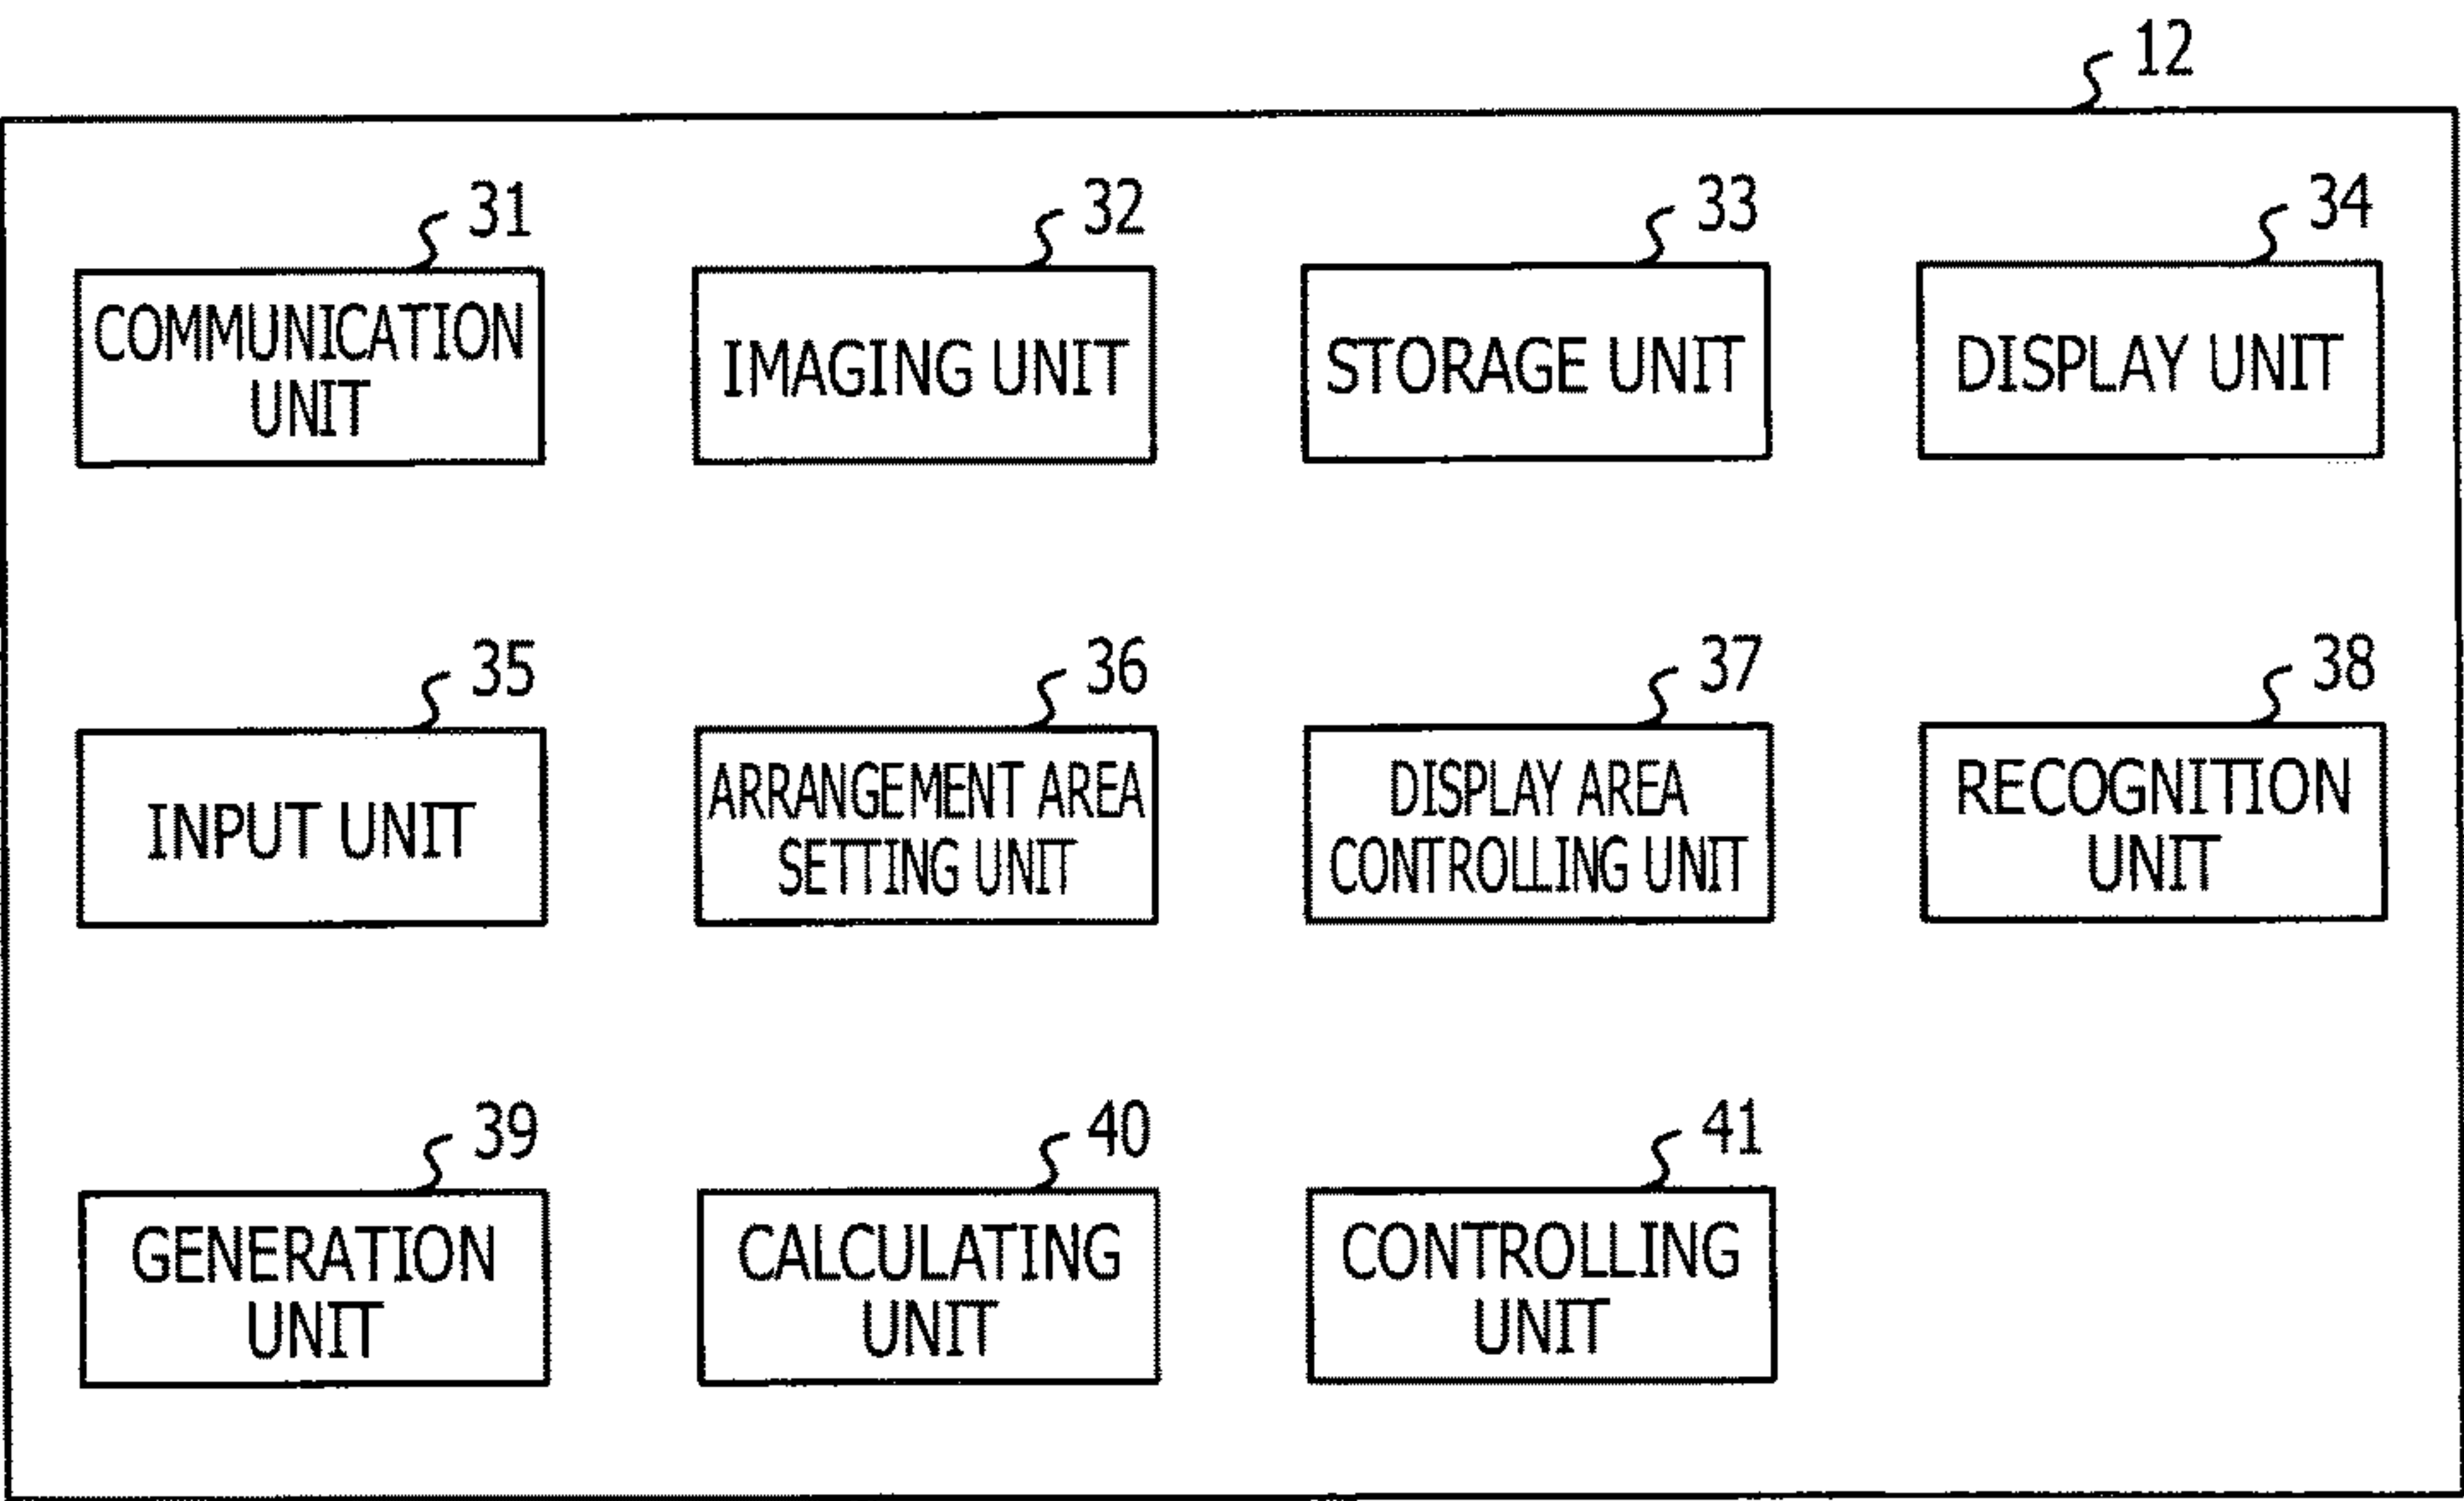 12
31
32
33
34
COMMUNICATION
UNIT
IMAGING UNIT
STORAGE UNIT
DISPLAY UNIT
35
36
37
38
INPUT UNIT
ARRANGEMENT AREA
SETTING UNIT
DISPLAY AREA
CONTROLLING UNIT
RECOGNITION
UNIT
39
40
41
GENERATION
UNIT
CALCULATING
UNIT
CONTROLLING
UNIT